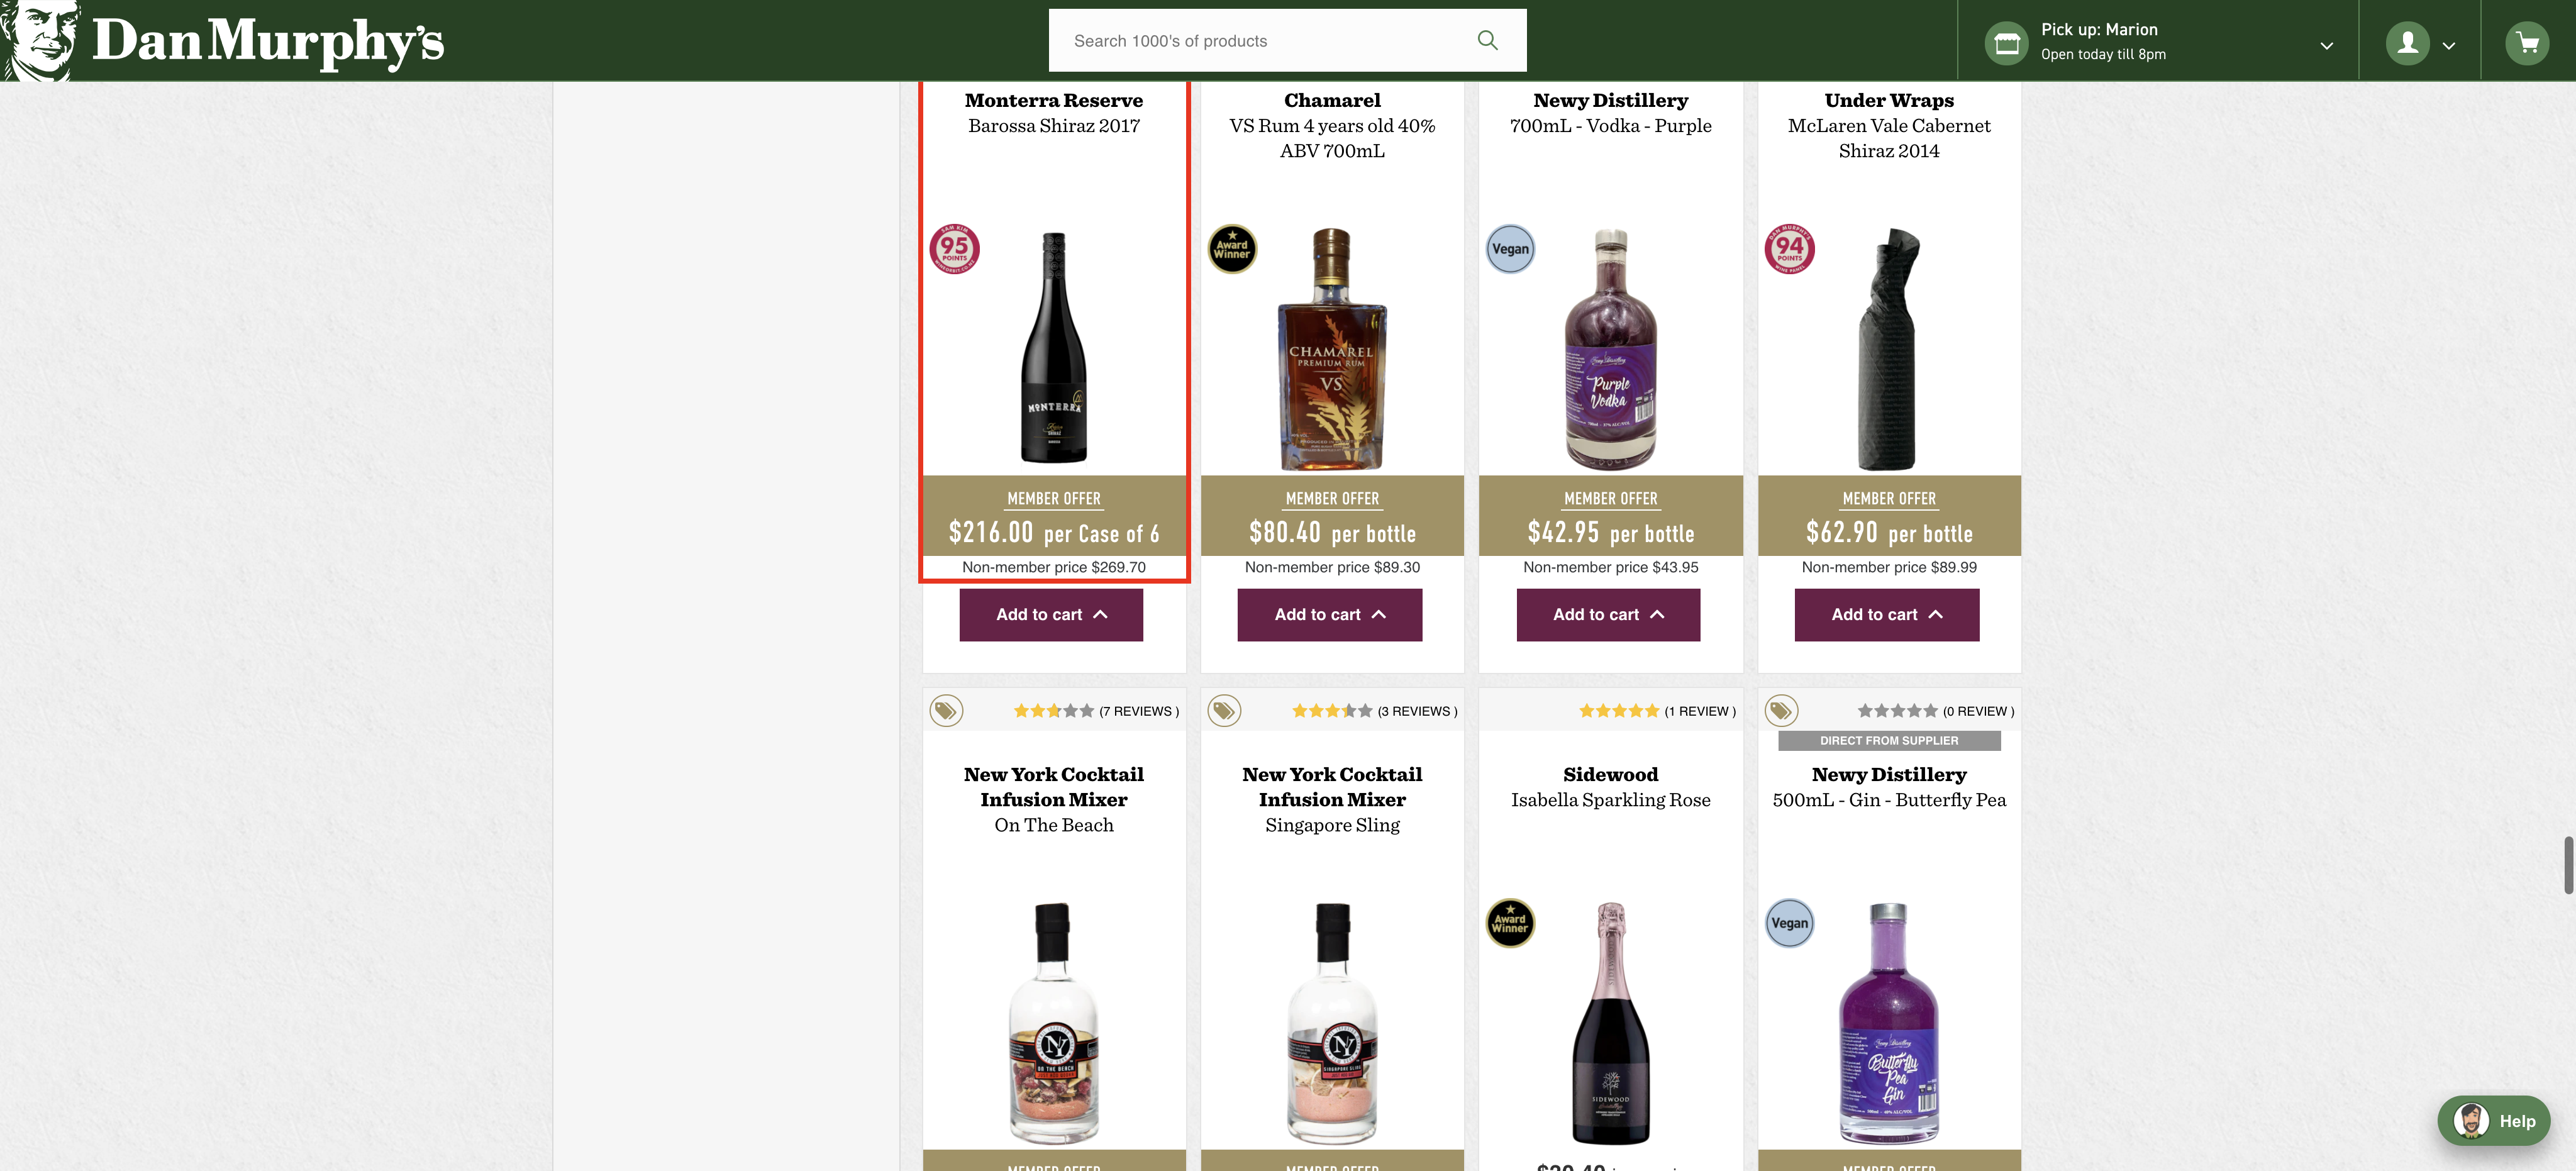 Dan Murphy's
Search 1000's of products
Pick up: Marion
Open today till 8pm
Monterra Reserve
Barossa Shiraz 2017
95
POINTS
MONTERRA
MEMBER OFFER
$216.00 per Case of 6
Non-member price $269.70
Add to cart
Chamarel
VS Rum 4 years old 40%
ABV 700mL
Award
Winner
CHAMAREL
PREMIUM RUM
VS
MEMBER OFFER
$80.40 per bottle
Non-member price $89.30
Add to cart
Newy Distillery
700mL - Vodka - Purple
Vegan
Purple
Vodka
MEMBER OFFER
$42.95 per bottle
Non-member price $43.95
Add to cart
Under Wraps
McLaren Vale Cabernet
Shiraz 2014
94
POINTS
MEMBER OFFER
$62.90 per bottle
Non-member price $89.99
Add to cart
(7 REVIEWS )
New York Cocktail
Infusion Mixer
On The Beach
NY
ON THE BEACH
MEMBER OFFER
(3 REVIEWS )
New York Cocktail
Infusion Mixer
Singapore Sling
NY
SINGAPORE SLING
MEMBER OFFER
(1 REVIEW )
Sidewood
Isabella Sparkling Rose
Award
Winner
SIDEWOOD
(0 REVIEW )
DIRECT FROM SUPPLIER
Newy Distillery
500mL - Gin - Butterfly Pea
Vegan
Butterfly
Pea
Gin
MEMBER OFFER
Help